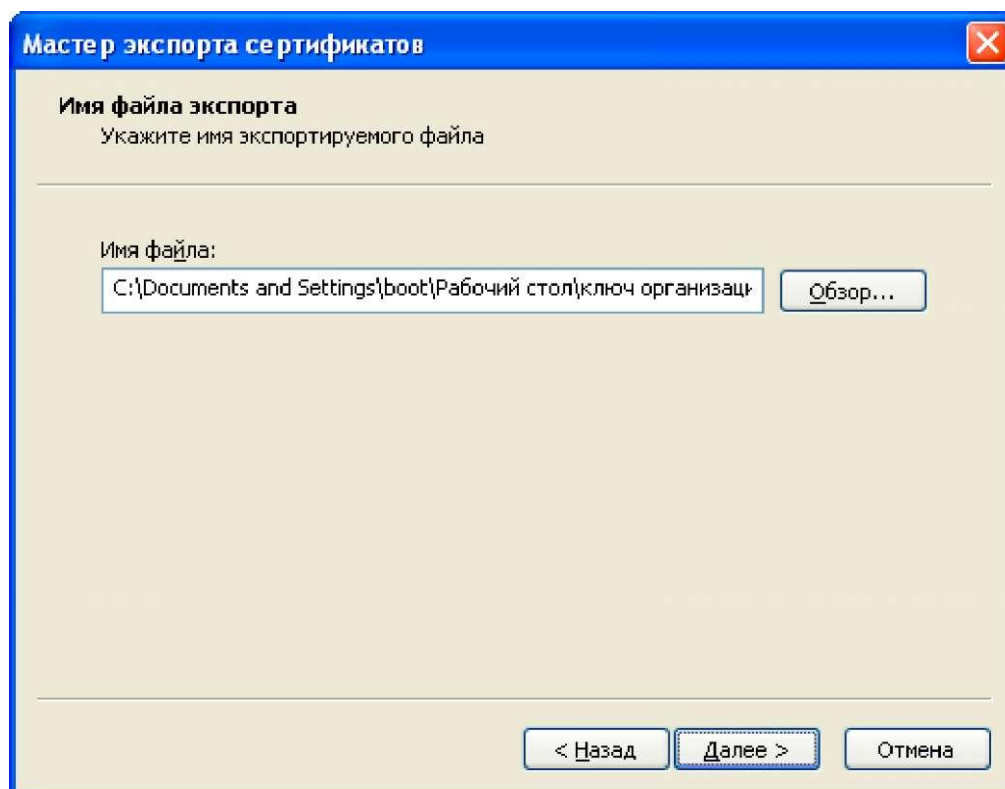 Мастер экспорта сертификатов
Имя файла экспорта
Укажите имя экспортируемого файла
Имя файла:
C:\Documents and Settings\boot\Рабочий стол\ключ организаци
Обзор...
< Назад
Далее >
Отмена